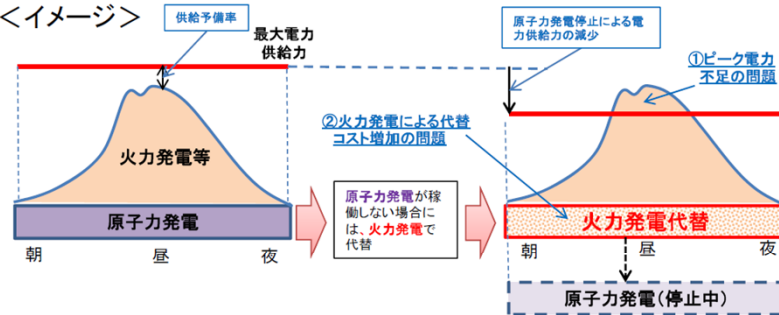 ＜イメージ＞
供給予備率
最大電力
供給力
火力発電等
原子力発電
朝
昼
夜
原子力発電が稼
働しない場合に
は、火力発電で
代替
原子力発電停止による電
力供給力の減少
①ピーク電力
不足の問題
②火力発電による代替
コスト増加の問題
火力発電代替
朝
昼
夜
原子力発電（停止中）